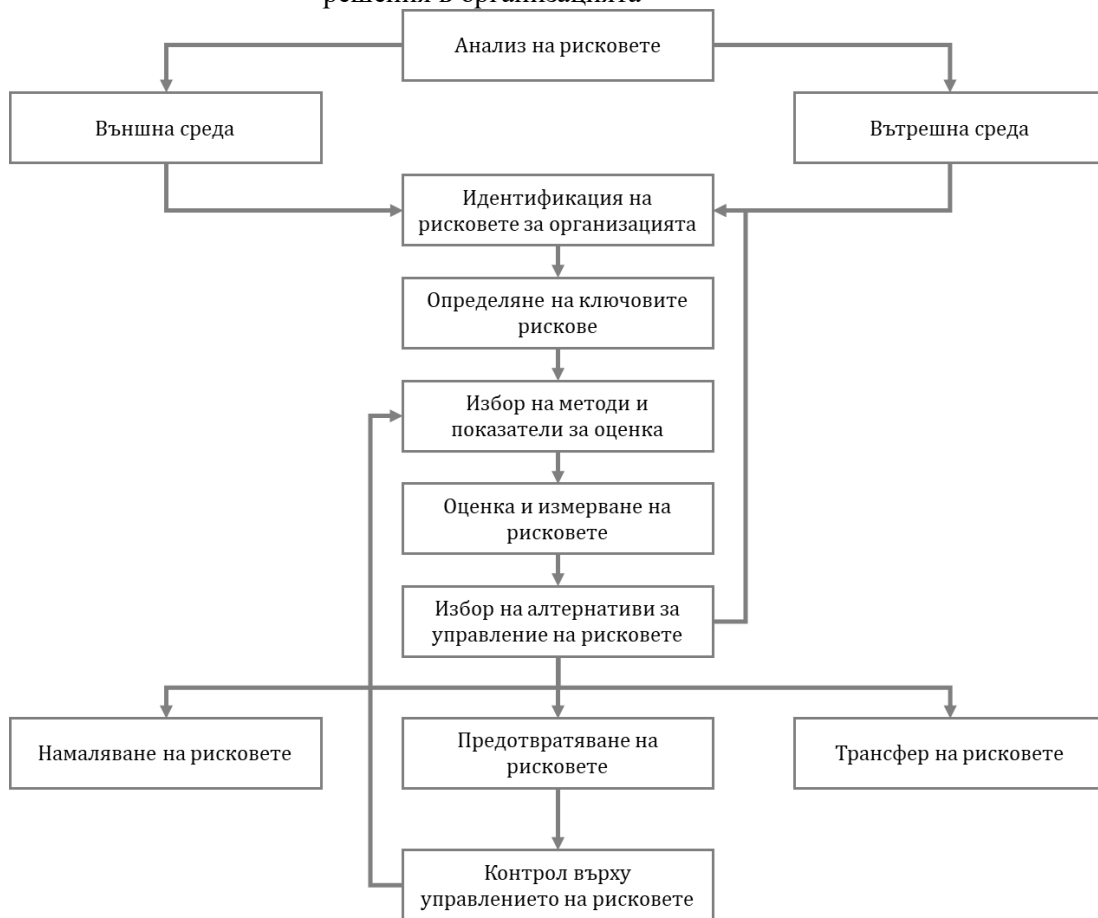 решения в организацията
Анализ на рисковете
Външна среда
Вътрешна среда
Идентификация на
рисковете за организацията
Определяне на ключовите
рискове
Избор на методи и
показатели за оценка
Оценка и измерване на
рисковете
Избор на алтернативи за
управление на рисковете
Намаляване на рисковете
Предотвратяване на
рисковете
Трансфер на рисковете
Контрол върху
управлението на рисковете